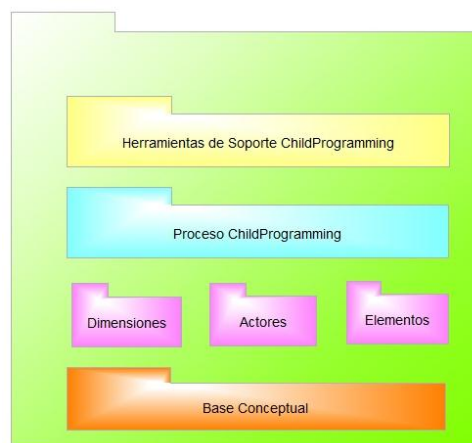 Herramientas de Soporte ChildProgramming
Proceso ChildProgramming
Dimensiones
Actores
Elementos
Base Conceptual